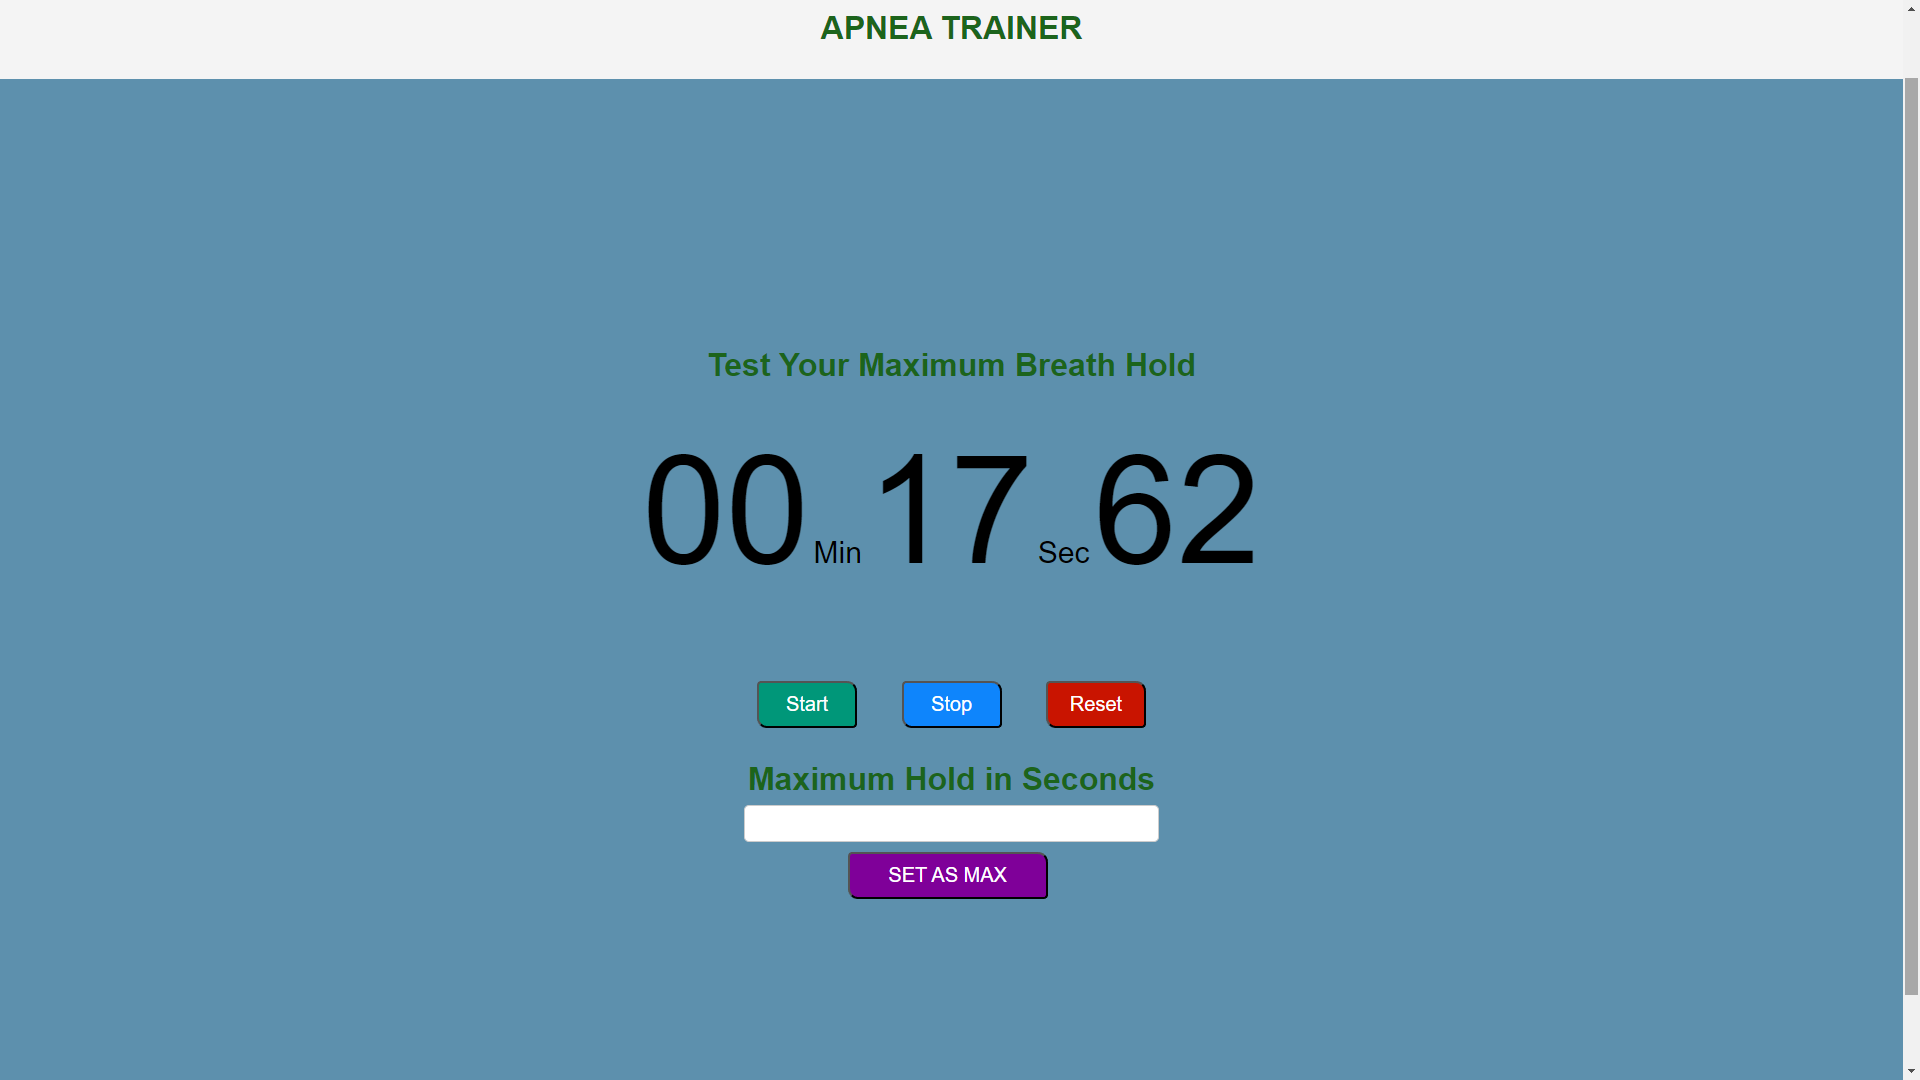 APNEA TRAINER
Test Your Maximum Breath Hold
00 Min 17 Sec 62
Start Stop Reset
Maximum Hold in Seconds
SET AS MAX